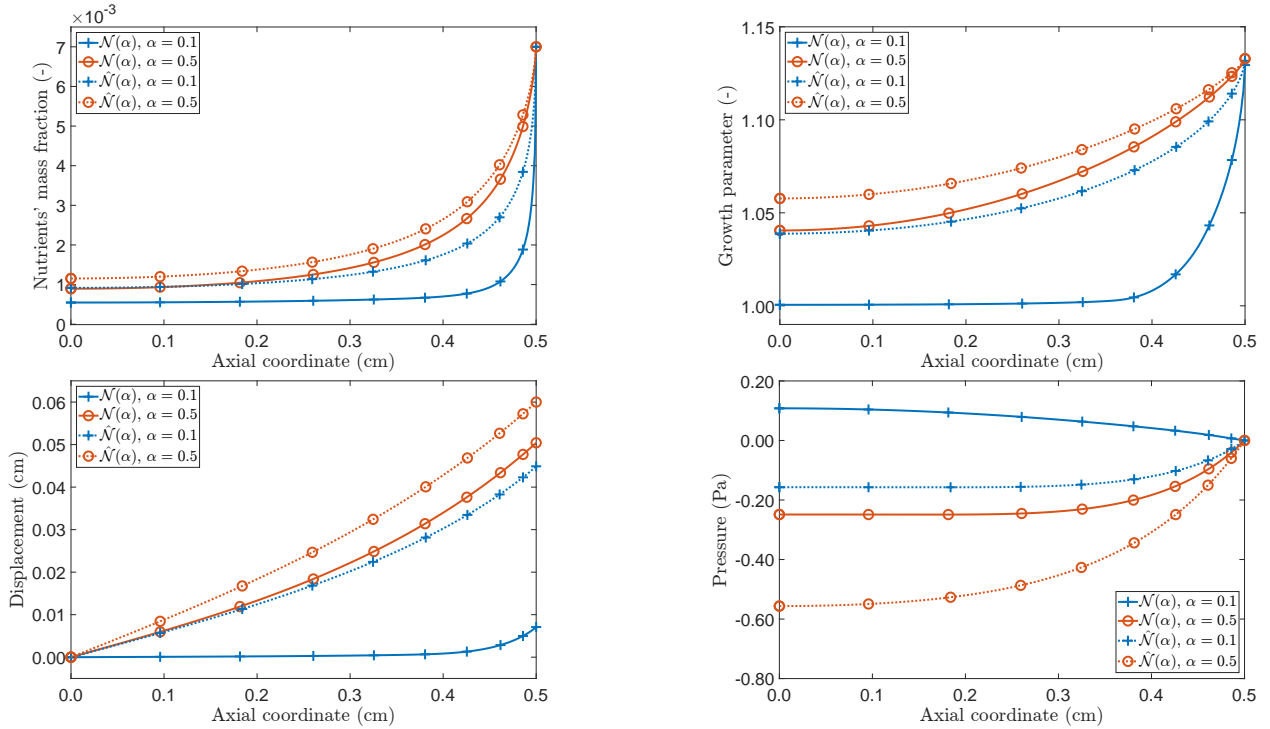 ×10⁻³
7
6
5
4
3
2
1
0
Nutrients' mass fraction (-)
𝒩(α), α = 0.1
𝒩(α), α = 0.5
𝒩̂(α), α = 0.1
𝒩̂(α), α = 0.5
0.0 0.1 0.2 0.3 0.4 0.5
Axial coordinate (cm)
1.15
1.10
1.05
1.00
Growth parameter (-)
𝒩(α), α = 0.1
𝒩(α), α = 0.5
𝒩̂(α), α = 0.1
𝒩̂(α), α = 0.5
0.0 0.1 0.2 0.3 0.4 0.5
Axial coordinate (cm)
0.06
0.05
0.04
0.03
0.02
0.01
0.00
Displacement (cm)
𝒩(α), α = 0.1
𝒩(α), α = 0.5
𝒩̂(α), α = 0.1
𝒩̂(α), α = 0.5
0.0 0.1 0.2 0.3 0.4 0.5
Axial coordinate (cm)
0.20
0.00
-0.20
-0.40
-0.60
-0.80
Pressure (Pa)
𝒩(α), α = 0.1
𝒩(α), α = 0.5
𝒩̂(α), α = 0.1
𝒩̂(α), α = 0.5
0.0 0.1 0.2 0.3 0.4 0.5
Axial coordinate (cm)